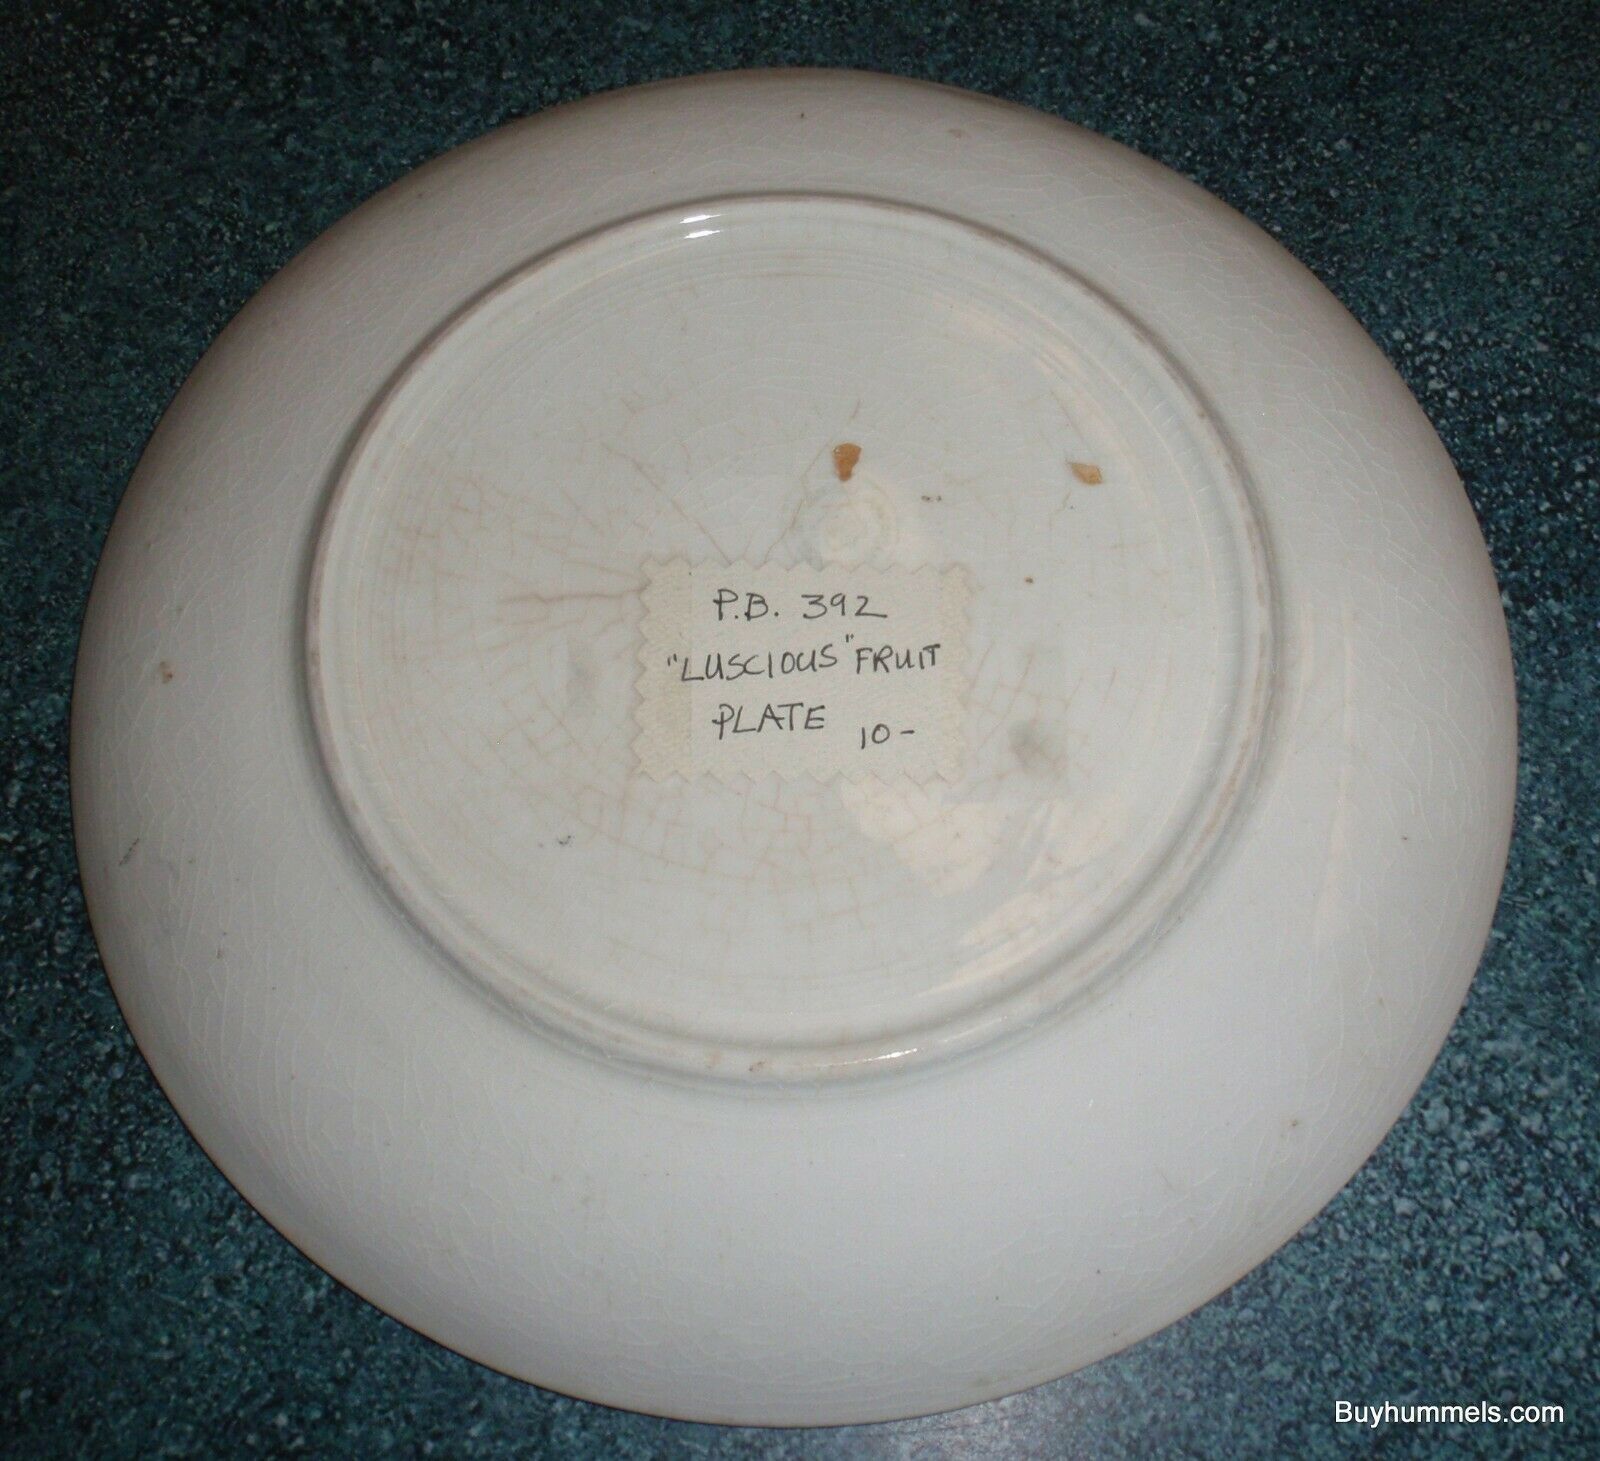 P.B. 392
"LUSCIOUS" FRUIT
PLATE 10-
Buyhummels.com